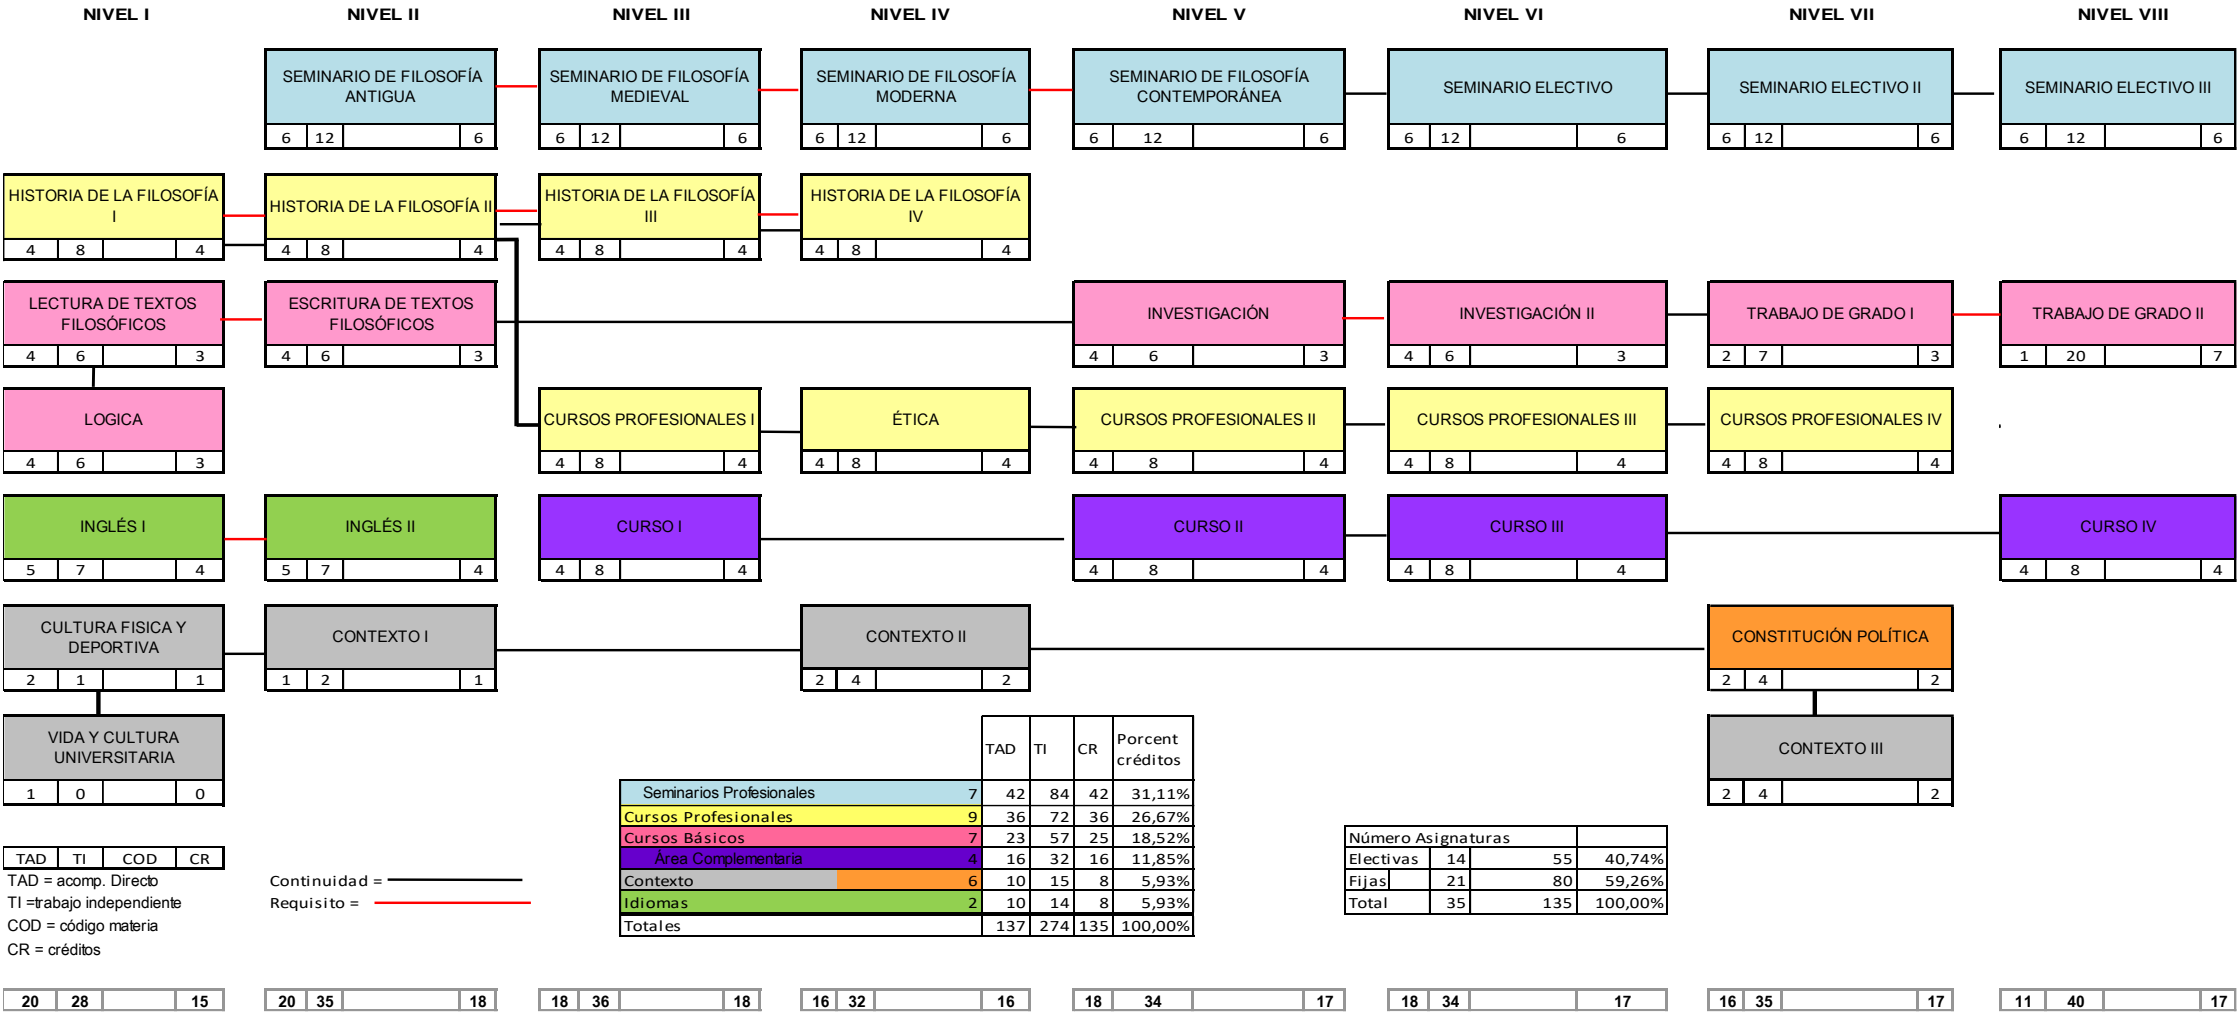 NIVEL I NIVEL II NIVEL III NIVEL IV NIVEL V NIVEL VI NIVEL VII NIVEL VIII
SEMINARIO DE FILOSOFÍA
ANTIGUA
6 12 6
SEMINARIO DE FILOSOFÍA
MEDIEVAL
6 12 6
SEMINARIO DE FILOSOFÍA
MODERNA
6 12 6
SEMINARIO DE FILOSOFÍA
CONTEMPORÁNEA
6 12 6
SEMINARIO ELECTIVO
6 12 6
SEMINARIO ELECTIVO II
6 12 6
SEMINARIO ELECTIVO III
6 12 6
HISTORIA DE LA FILOSOFÍA
I
4 8 4
HISTORIA DE LA FILOSOFÍA II
4 8 4
HISTORIA DE LA FILOSOFÍA
III
4 8 4
HISTORIA DE LA FILOSOFÍA
IV
4 8 4
LECTURA DE TEXTOS
FILOSÓFICOS
4 6 3
ESCRITURA DE TEXTOS
FILOSÓFICOS
4 6 3
INVESTIGACIÓN
4 6 3
INVESTIGACIÓN II
4 6 3
TRABAJO DE GRADO I
2 7 3
TRABAJO DE GRADO II
1 20 7
LOGICA
4 6 3
CURSOS PROFESIONALES I
4 8 4
ÉTICA
4 8 4
CURSOS PROFESIONALES II
4 8 4
CURSOS PROFESIONALES III
4 8 4
CURSOS PROFESIONALES IV
4 8 4
INGLÉS I
5 7 4
INGLÉS II
5 7 4
CURSO I
4 8 4
CURSO II
4 8 4
CURSO III
4 8 4
CURSO IV
4 8 4
CULTURA FISICA Y
DEPORTIVA
2 1 1
CONTEXTO I
1 2 1
CONTEXTO II
2 4 2
CONSTITUCIÓN POLÍTICA
2 4 2
VIDA Y CULTURA
UNIVERSITARIA
1 0 0
CONTEXTO III
2 4 2
TAD TI CR Porcent
créditos
Seminarios Profesionales 7 42 84 42 31,11%
Cursos Profesionales 9 36 72 36 26,67%
Cursos Básicos 7 23 57 25 18,52%
Área Complementaria 4 16 32 16 11,85%
Contexto 6 10 15 8 5,93%
Idiomas 2 10 14 8 5,93%
Totales 137 274 135 100,00%
Número Asignaturas
Electivas 14 55 40,74%
Fijas 21 80 59,26%
Total 35 135 100,00%
TAD TI COD CR
TAD = acomp. Directo
TI =trabajo independiente
COD = código materia
CR = créditos
Continuidad =
Requisito =
20 28 15 20 35 18 18 36 18 16 32 16 18 34 17 18 34 17 16 35 17 11 40 17